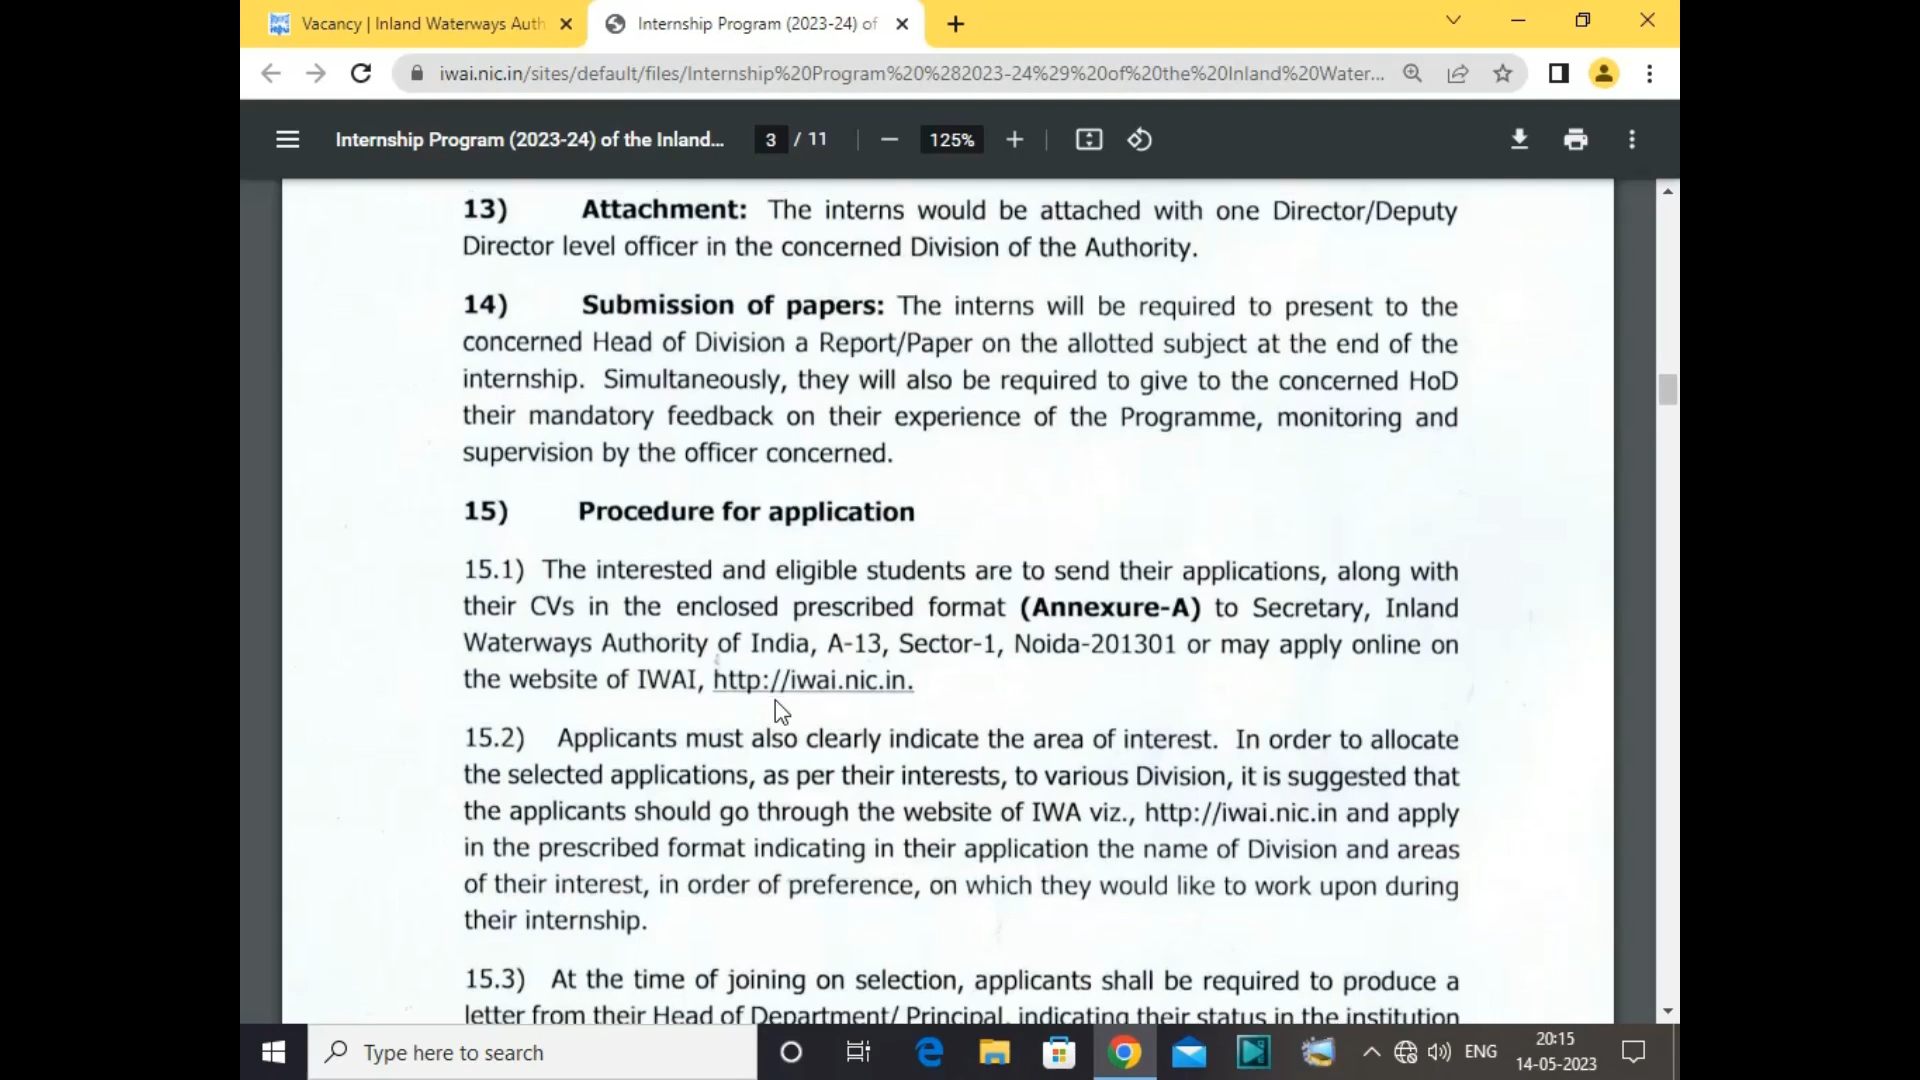 Vacancy | Inland Waterways Auth
Internship Program (2023-24) of
iwai.nic.in/sites/default/files/Internship%20Program%20%282023-24%29%20of%20the%20Inland%20Water...
Internship Program (2023-24) of the Inland...
3 / 11
125%
13) Attachment: The interns would be attached with one Director/Deputy
Director level officer in the concerned Division of the Authority.
14) Submission of papers: The interns will be required to present to the
concerned Head of Division a Report/Paper on the allotted subject at the end of the
internship. Simultaneously, they will also be required to give to the concerned HoD
their mandatory feedback on their experience of the Programme, monitoring and
supervision by the officer concerned.
15) Procedure for application
15.1) The interested and eligible students are to send their applications, along with
their CVs in the enclosed prescribed format (Annexure-A) to Secretary, Inland
Waterways Authority of India, A-13, Sector-1, Noida-201301 or may apply online on
the website of IWAI, http://iwai.nic.in.
15.2) Applicants must also clearly indicate the area of interest. In order to allocate
the selected applications, as per their interests, to various Division, it is suggested that
the applicants should go through the website of IWA viz., http://iwai.nic.in and apply
in the prescribed format indicating in their application the name of Division and areas
of their interest, in order of preference, on which they would like to work upon during
their internship.
15.3) At the time of joining on selection, applicants shall be required to produce a
letter from their Head of Department/ Principal, indicating their status in the institution
Type here to search
ENG
20:15
14-05-2023